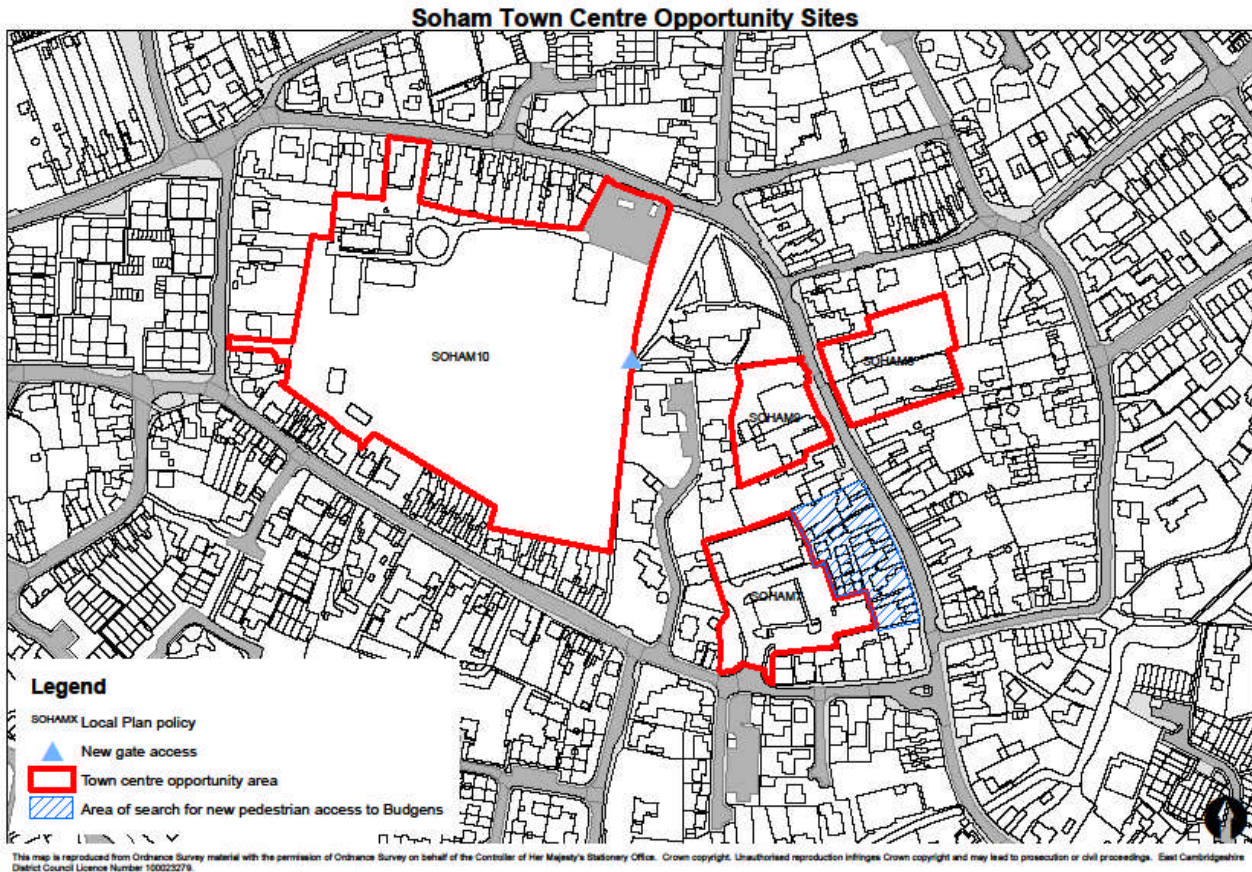 Soham Town Centre Opportunity Sites
SOHAM10
SOHAM8
SOHAM9
SOHAM7
Legend
SOHAMX Local Plan policy
New gate access
Town centre opportunity area
Area of search for new pedestrian access to Budgens
This map is reproduced from Ordnance Survey material with the permission of Ordnance Survey on behalf of the Controller of Her Majesty's Stationery Office. Crown copyright. Unauthorised reproduction infringes Crown copyright and may lead to prosecution or civil proceedings. East Cambridgeshire
District Council Licence Number 100023279.